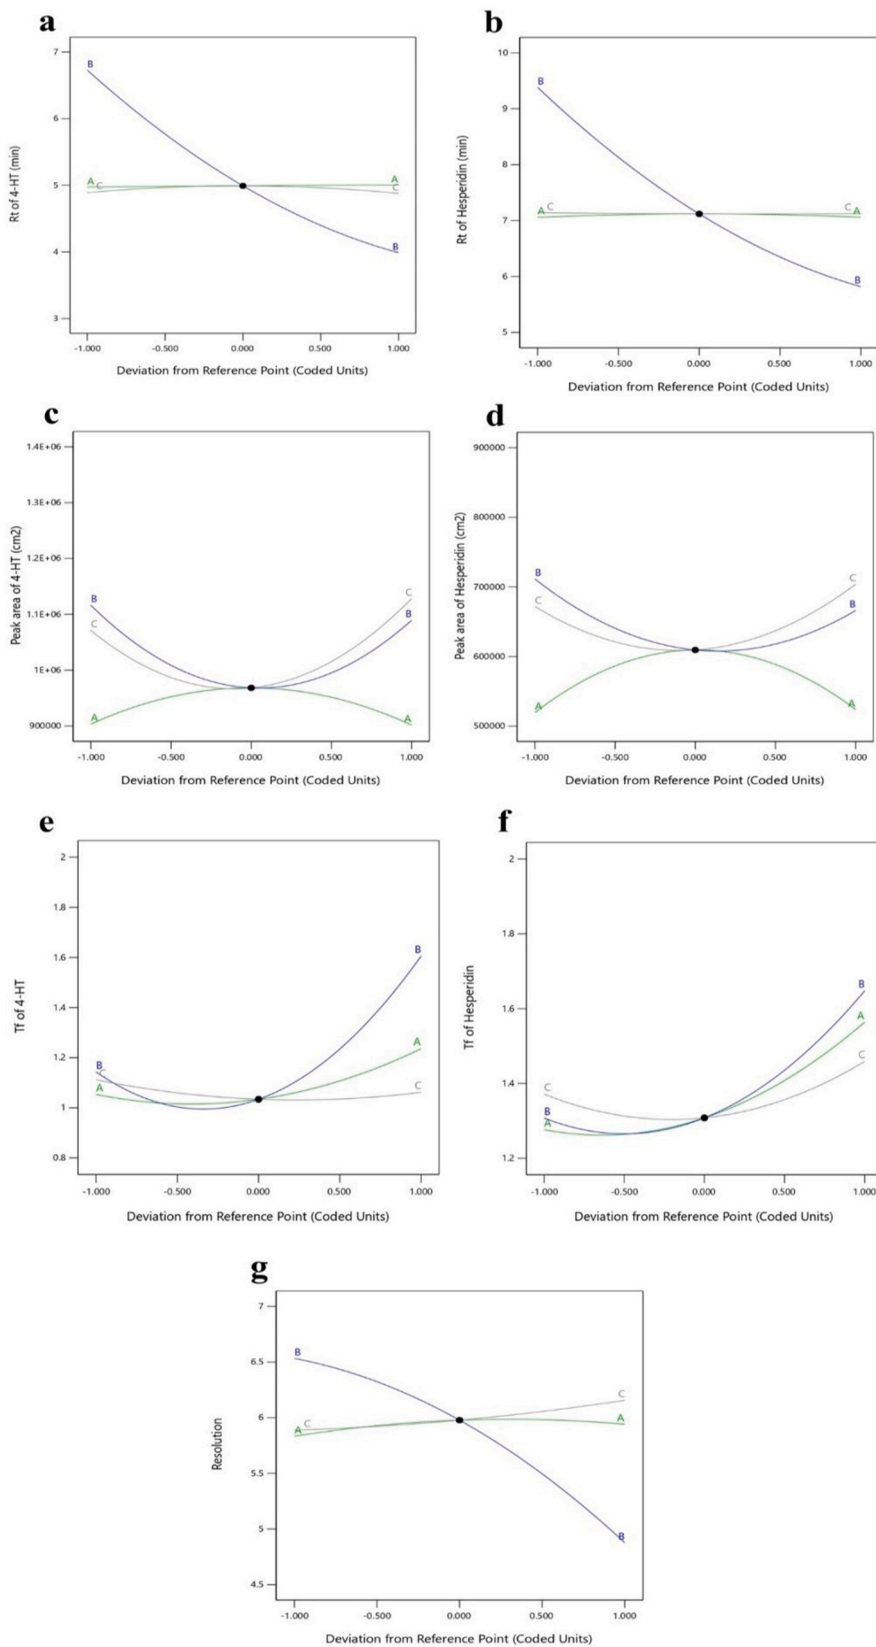 a
7
6
5
4
3
Rt of 4-HT (min)
B
A
C
A
C
B
-1.000 -0.500 0.000 0.500 1.000
Deviation from Reference Point (Coded Units)
b
10
9
8
7
6
5
Rt of Hesperidin (min)
B
C
A
C
A
B
-1.000 -0.500 0.000 0.500 1.000
Deviation from Reference Point (Coded Units)
c
1.4E+06
1.3E+06
1.2E+06
1.1E+06
1E+06
900000
Peak area of 4-HT (cm2)
B
C
A
C
B
A
-1.000 -0.500 0.000 0.500 1.000
Deviation from Reference Point (Coded Units)
d
900000
800000
700000
600000
500000
Peak area of Hesperidin (cm2)
B
C
A
C
B
A
-1.000 -0.500 0.000 0.500 1.000
Deviation from Reference Point (Coded Units)
e
2
1.8
1.6
1.4
1.2
1
0.8
Tf of 4-HT
B
C
A
B
A
C
-1.000 -0.500 0.000 0.500 1.000
Deviation from Reference Point (Coded Units)
f
2
1.8
1.6
1.4
1.2
Tf of Hesperidin
C
B
A
B
A
C
-1.000 -0.500 0.000 0.500 1.000
Deviation from Reference Point (Coded Units)
g
7
6.5
6
5.5
5
4.5
Resolution
B
C
A
C
A
B
-1.000 -0.500 0.000 0.500 1.000
Deviation from Reference Point (Coded Units)